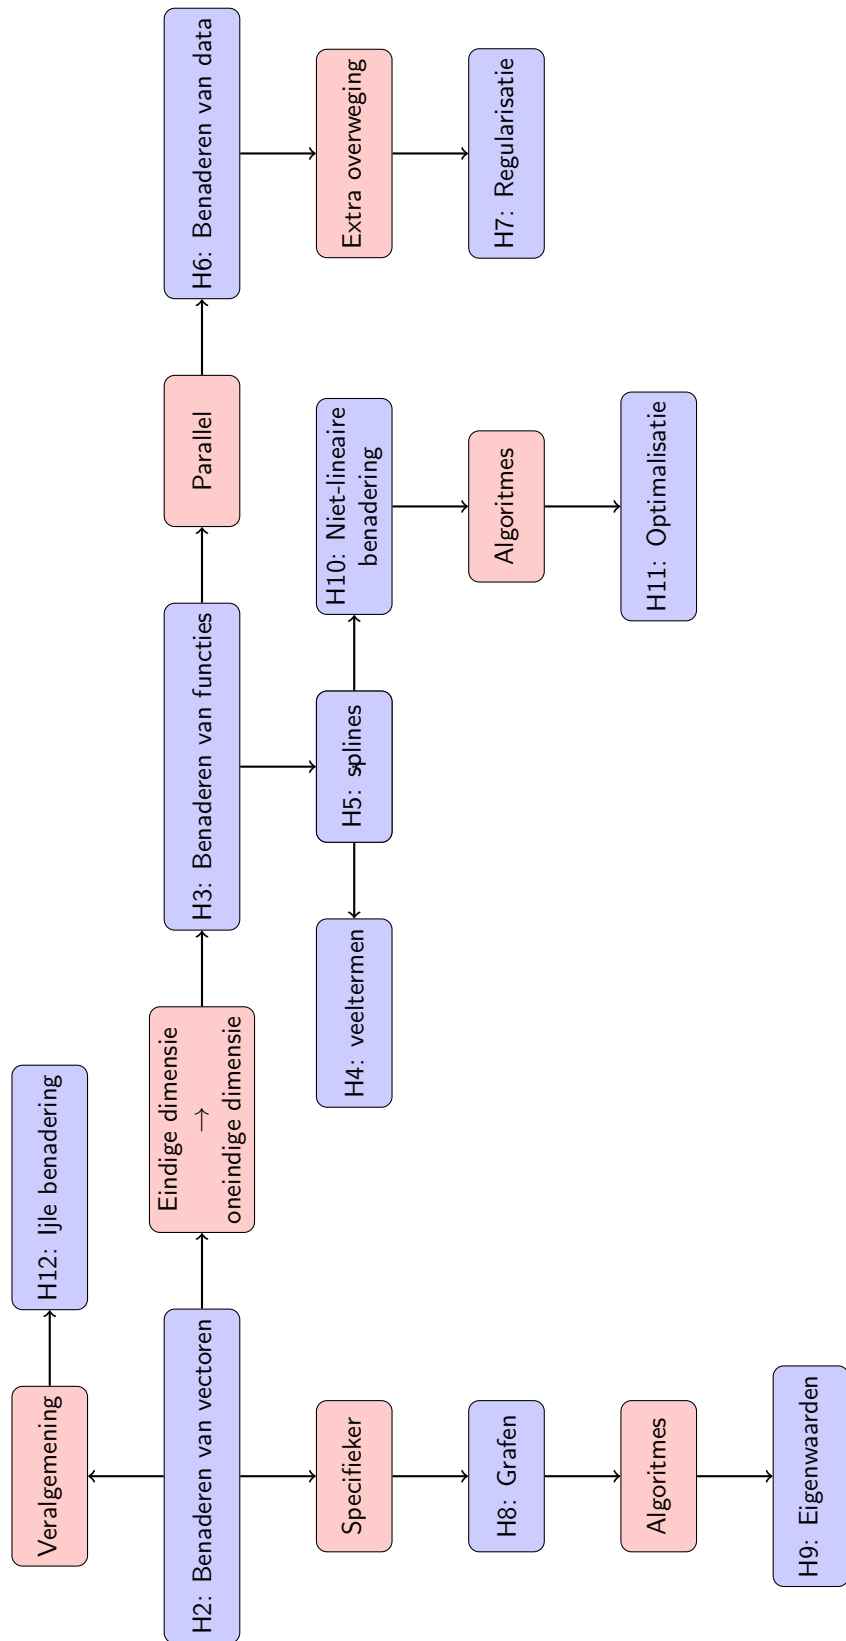 Veralgemening
H12: Ijle benadering
H2: Benaderen van vectoren
Eindige dimensie
→
oneindige dimensie
H3: Benaderen van functies
Parallel
H6: Benaderen van data
Specifieker
H4: veeltermen
H5: splines
H10: Niet-lineaire
benadering
Extra overweging
H8: Grafen
Algoritmes
H7: Regularisatie
Algoritmes
H11: Optimalisatie
H9: Eigenwaarden